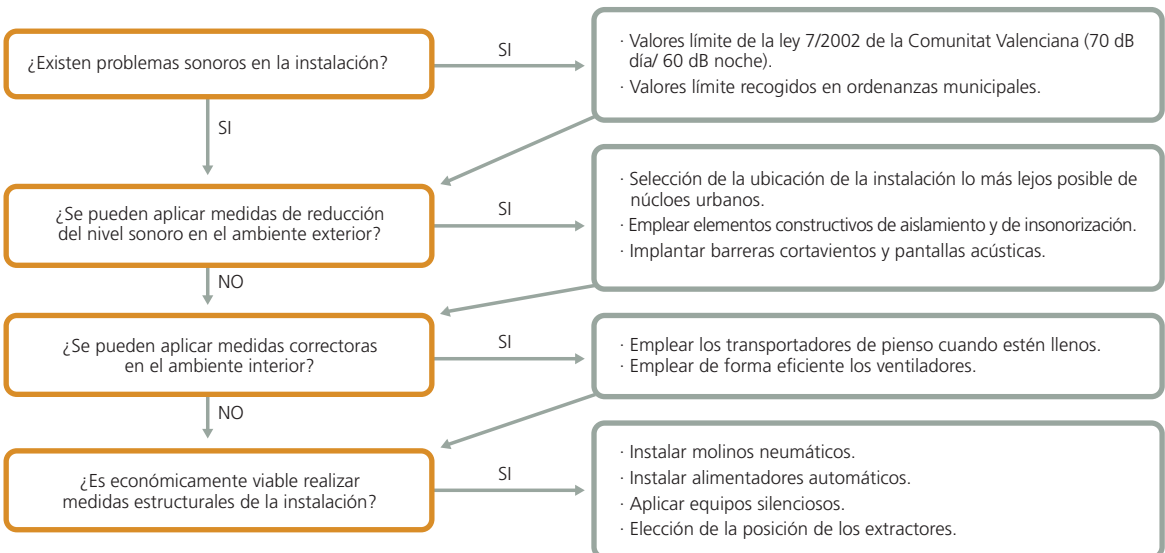 ¿Existen problemas sonoros en la instalación?
SI
· Valores límite de la ley 7/2002 de la Comunitat Valenciana (70 dB
día/ 60 dB noche).
· Valores límite recogidos en ordenanzas municipales.
SI
¿Se pueden aplicar medidas de reducción
del nivel sonoro en el ambiente exterior?
SI
· Selección de la ubicación de la instalación lo más lejos posible de
núcloes urbanos.
· Emplear elementos constructivos de aislamiento y de insonorización.
· Implantar barreras cortavientos y pantallas acústicas.
NO
¿Se pueden aplicar medidas correctoras
en el ambiente interior?
SI
· Emplear los transportadores de pienso cuando estén llenos.
· Emplear de forma eficiente los ventiladores.
NO
¿Es económicamente viable realizar
medidas estructurales de la instalación?
SI
· Instalar molinos neumáticos.
· Instalar alimentadores automáticos.
· Aplicar equipos silenciosos.
· Elección de la posición de los extractores.